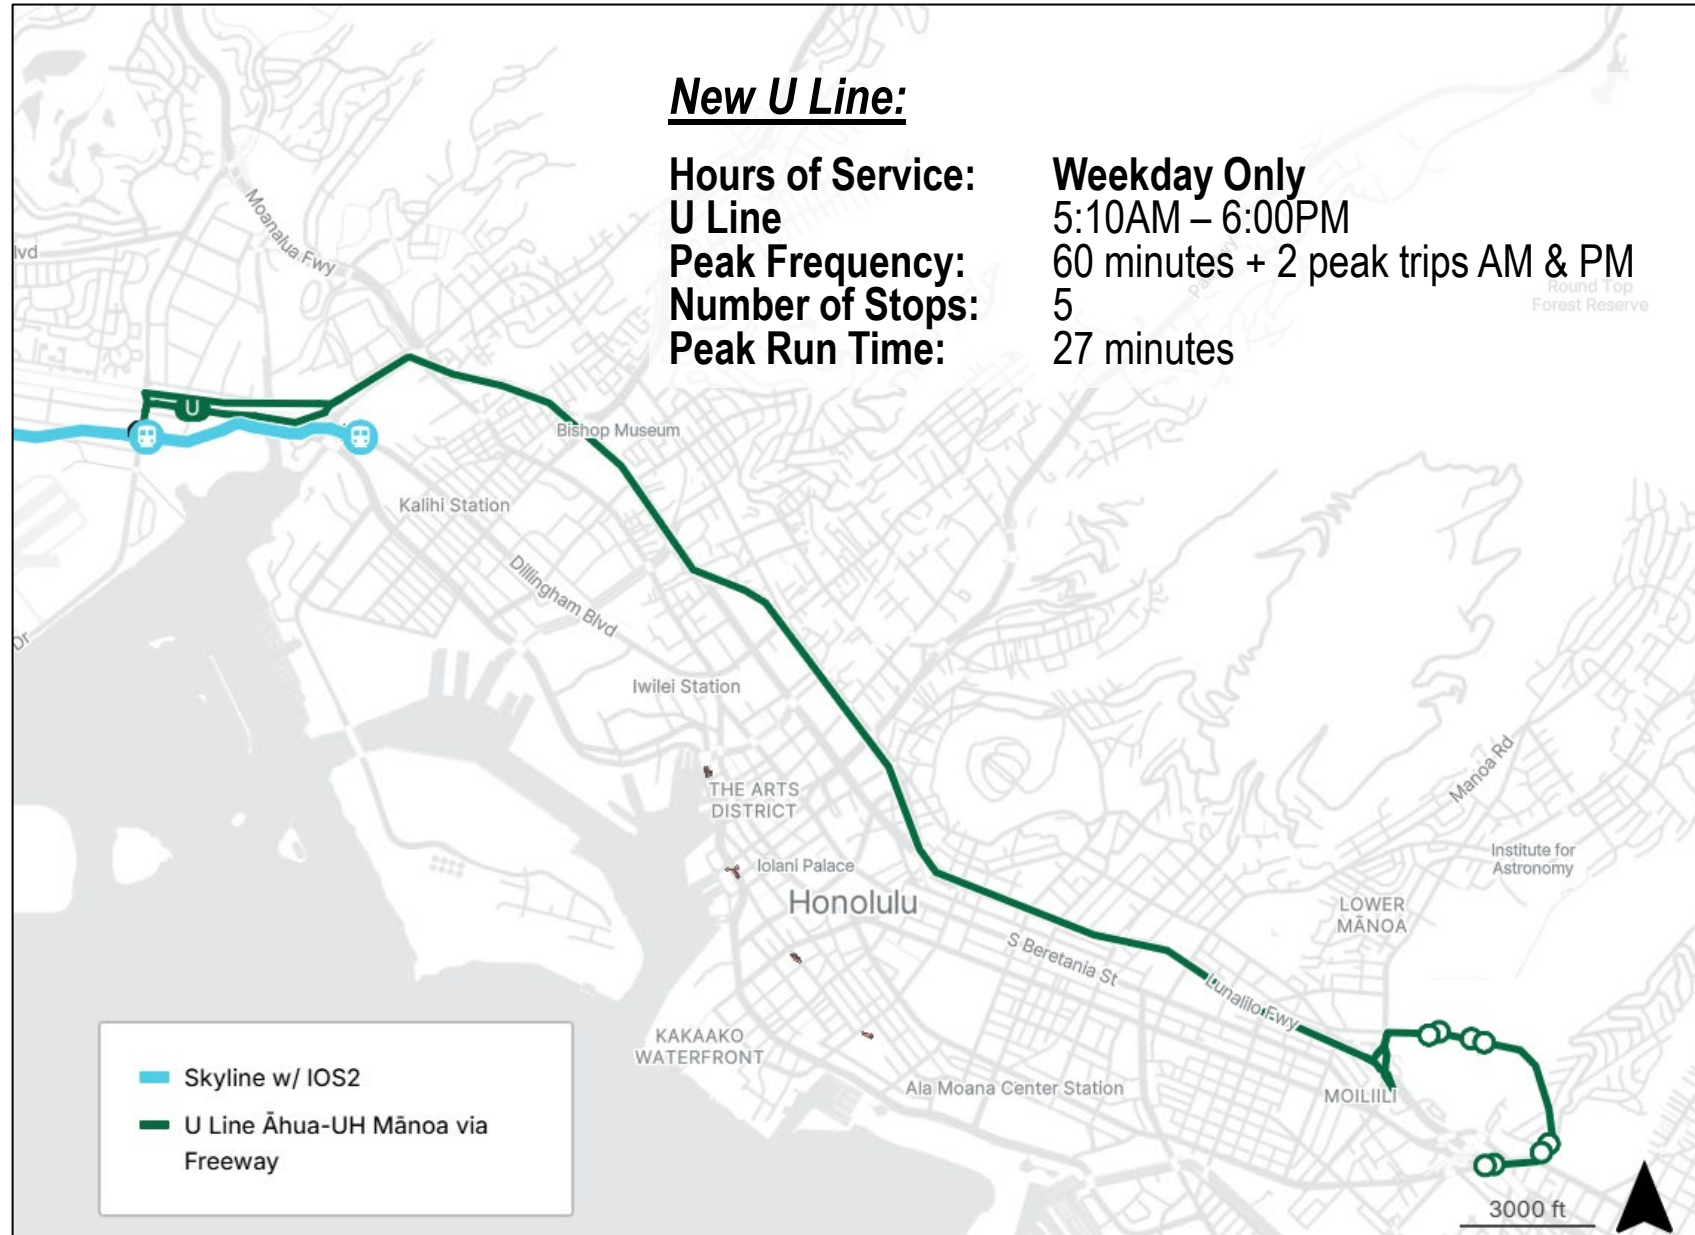 New U Line:
Hours of Service: Weekday Only
U Line 5:10AM – 6:00PM
Peak Frequency: 60 minutes + 2 peak trips AM & PM
Number of Stops: 5
Peak Run Time: 27 minutes
Moanalua Fwy
lvd
Round Top
Forest Reserve
U
Bishop Museum
Kalihi Station
Dillingham Blvd
Dr
Iwilei Station
THE ARTS
DISTRICT
Manoa Rd
Iolani Palace
Institute for
Astronomy
Honolulu
LOWER
MĀNOA
S Beretania St
Lunalilo Fwy
KAKAAKO
WATERFRONT
Ala Moana Center Station
MOILIILI
Skyline w/ IOS2
U Line Āhua-UH Mānoa via
Freeway
3000 ft